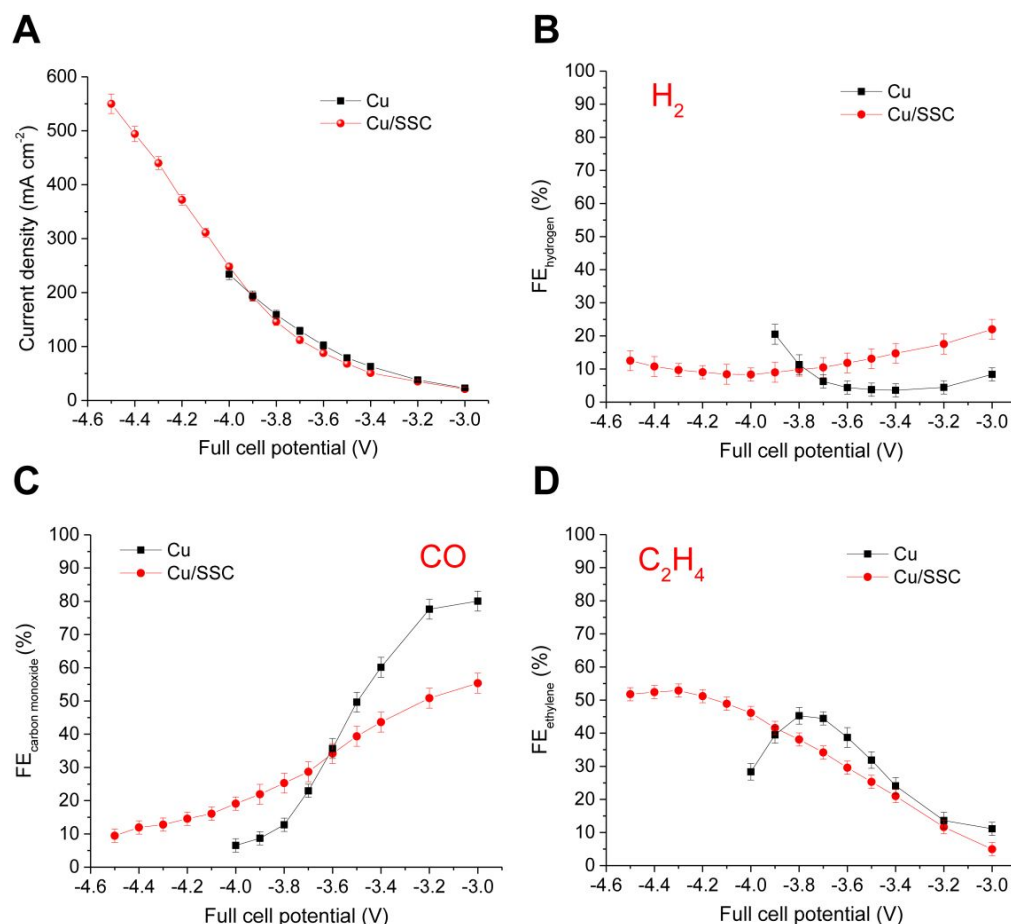 A
Current density (mA cm⁻²)
600
500
400
300
200
100
0
Cu
Cu/SSC
-4.6 -4.4 -4.2 -4.0 -3.8 -3.6 -3.4 -3.2 -3.0
Full cell potential (V)
B
FE_hydrogen (%)
100
90
80
70
60
50
40
30
20
10
0
H₂
Cu
Cu/SSC
-4.6 -4.4 -4.2 -4.0 -3.8 -3.6 -3.4 -3.2 -3.0
Full cell potential (V)
C
FE_carbon monoxide (%)
100
90
80
70
60
50
40
30
20
10
0
Cu
Cu/SSC
CO
-4.6 -4.4 -4.2 -4.0 -3.8 -3.6 -3.4 -3.2 -3.0
Full cell potential (V)
D
FE_ethylene (%)
100
90
80
70
60
50
40
30
20
10
0
C₂H₄
Cu
Cu/SSC
-4.6 -4.4 -4.2 -4.0 -3.8 -3.6 -3.4 -3.2 -3.0
Full cell potential (V)